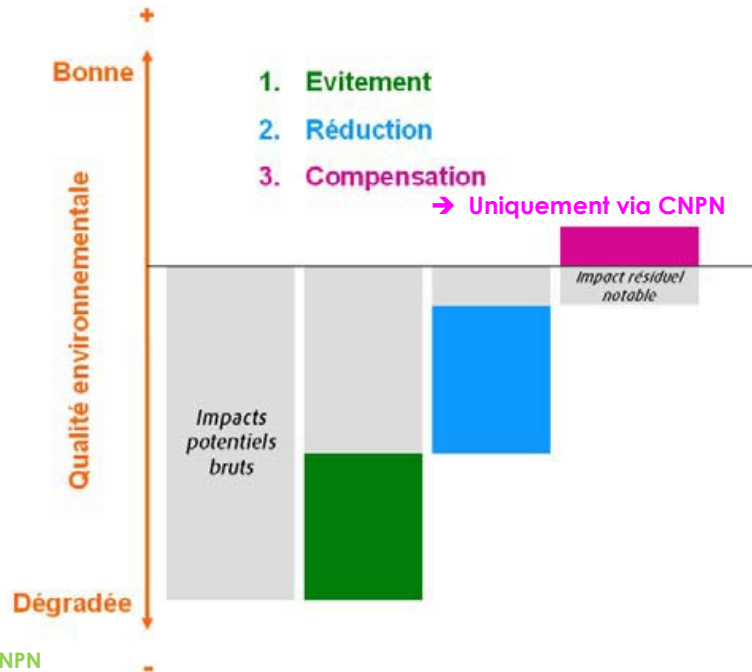 +
Bonne
1. Evitement
2. Réduction
3. Compensation
➔ Uniquement via CNPN
Qualité environnementale
Impact résiduel
notable
Impacts
potentiels
bruts
Dégradée
NPN
-